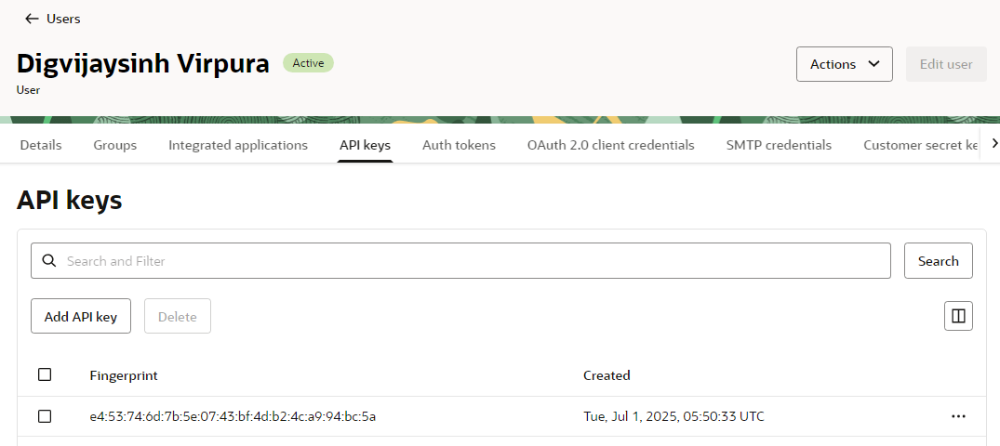 Users
Digvijaysinh Virpura Active
User
Actions Edit user
Details Groups Integrated applications API keys Auth tokens OAuth 2.0 client credentials SMTP credentials Customer secret ke
API keys
Search and Filter Search
Add API key Delete
Fingerprint Created
e4:53:74:6d:7b:5e:07:43:bf:4d:b2:4c:a9:94:bc:5a Tue, Jul 1, 2025, 05:50:33 UTC